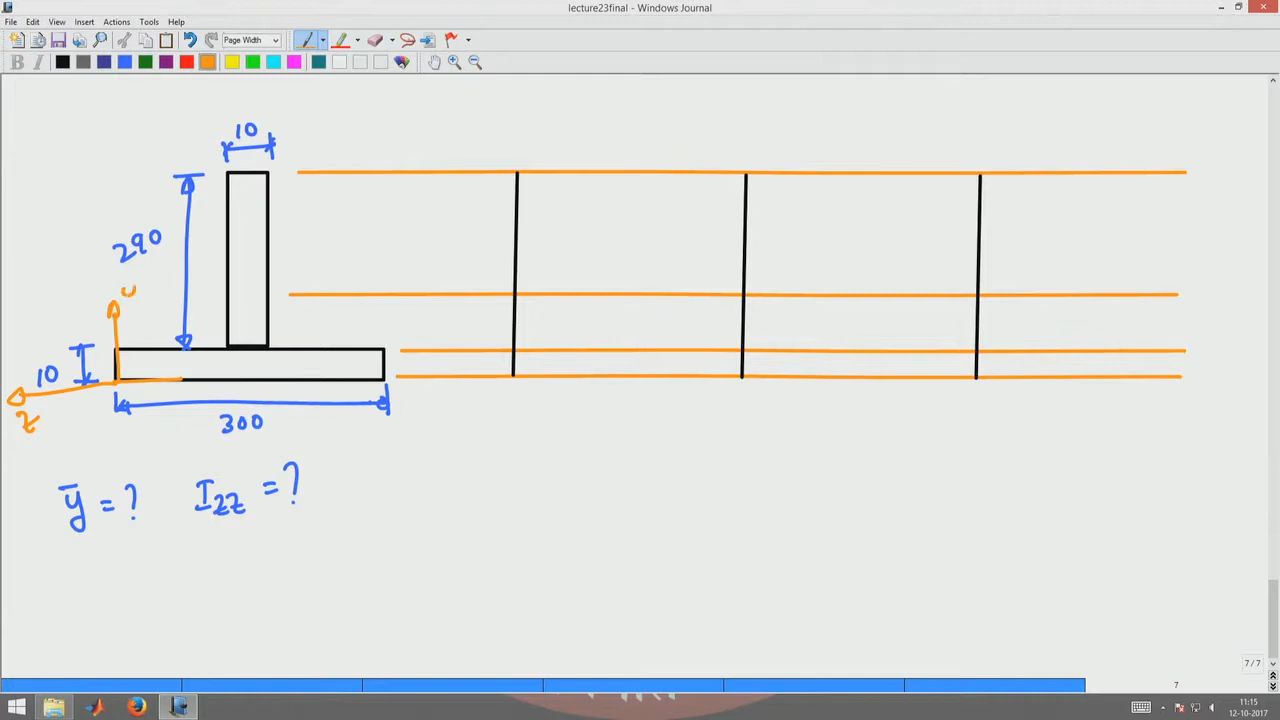 lecture23final - Windows Journal
File Edit View Insert Actions Tools Help
Page Width
B I
10
290
10
z
300
ȳ = ? Izz = ?
7 / 7
7
11:15
12-10-2017